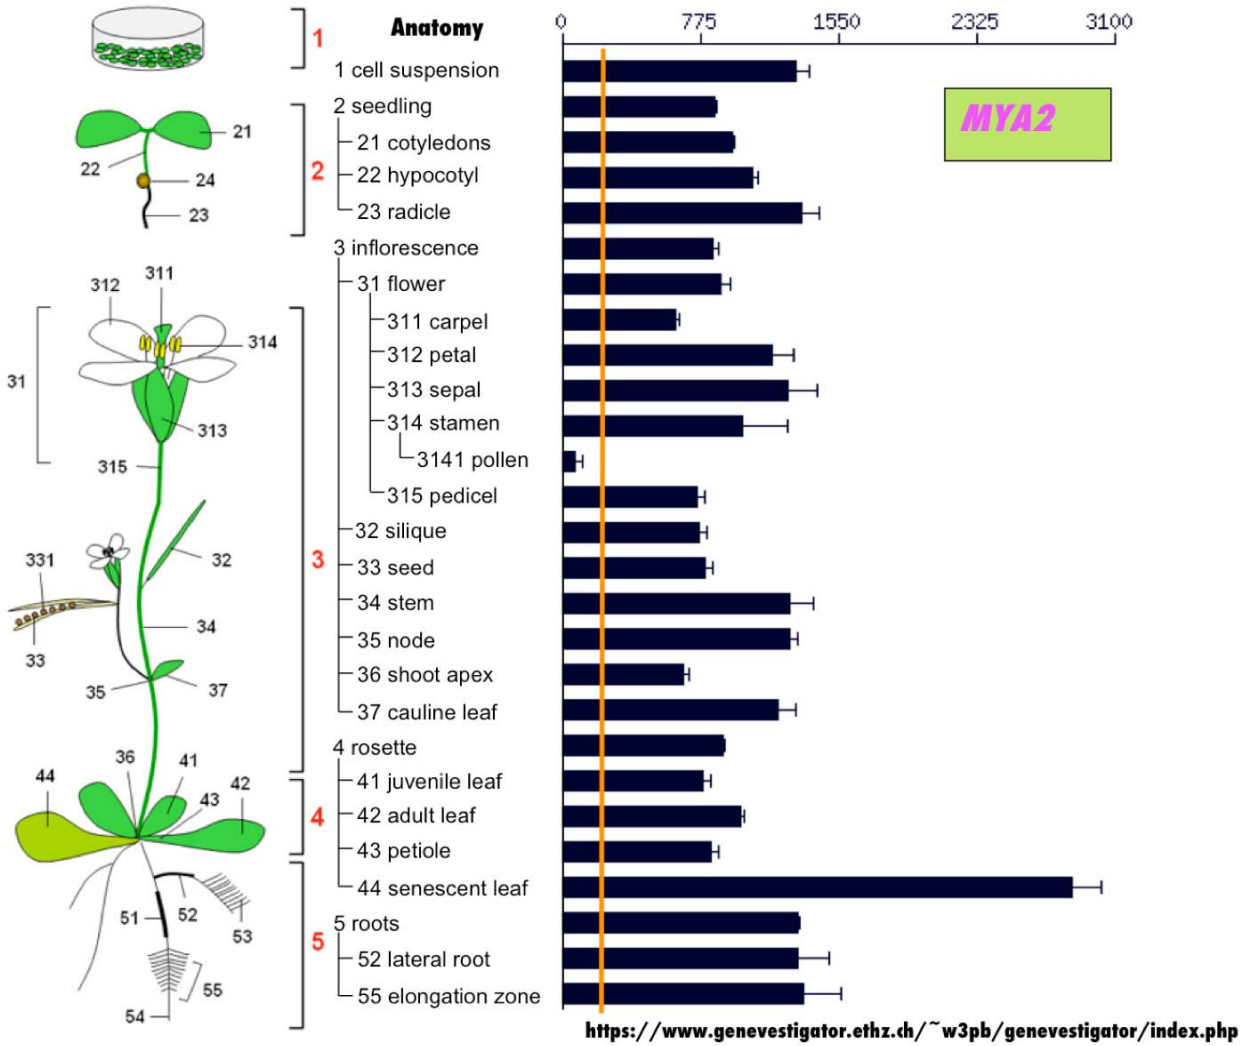 Anatomy
0 775 1550 2325 3100
MYA2
1 cell suspension
2 seedling
21 cotyledons
22 hypocotyl
23 radicle
3 inflorescence
31 flower
311 carpel
312 petal
313 sepal
314 stamen
3141 pollen
315 pedicel
32 silique
33 seed
34 stem
35 node
36 shoot apex
37 cauline leaf
4 rosette
41 juvenile leaf
42 adult leaf
43 petiole
44 senescent leaf
5 roots
52 lateral root
55 elongation zone
1
21
22
24
23
2
311
312
314
31
313
315
32
331
3
34
33
35
37
36
41
44
43
42
4
51
52
53
5
55
54
https://www.genevestigator.ethz.ch/~w3pb/genevestigator/index.php